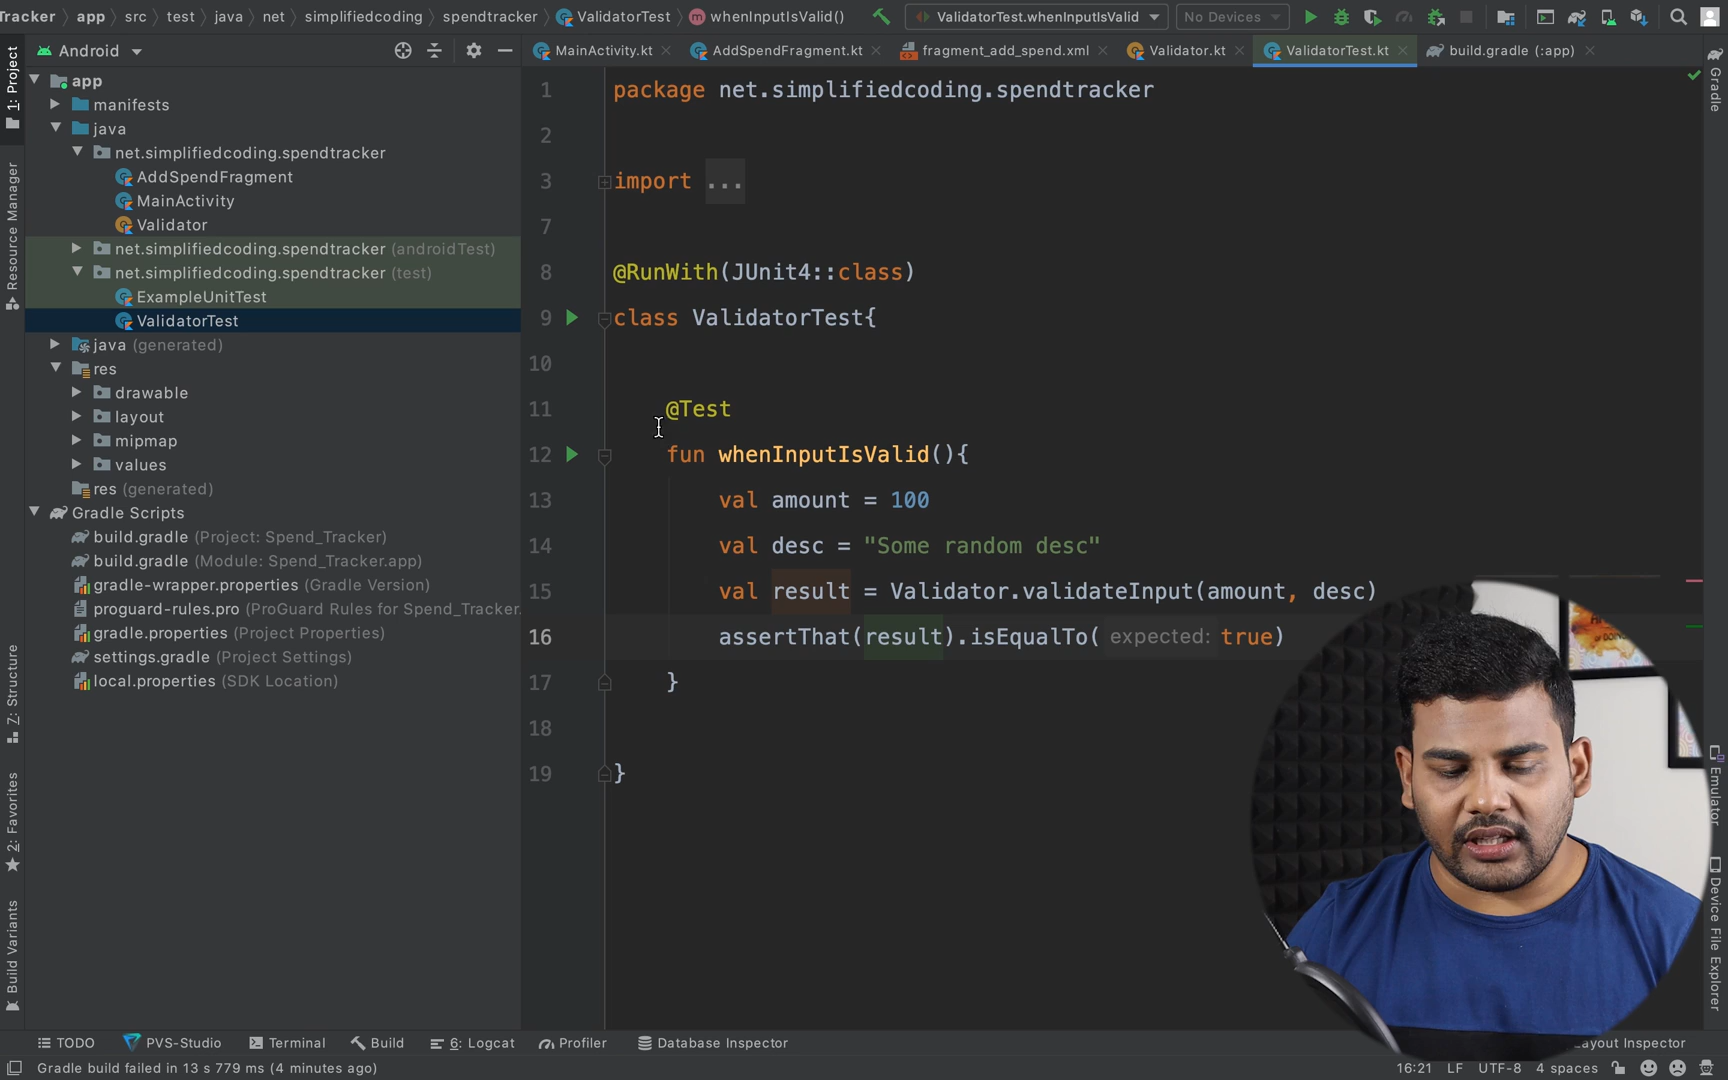 Tracker app src test java net simplifiedcoding spendtracker ValidatorTest whenInputIsValid() ValidatorTest.whenInputIsValid No Devices
Android
MainActivity.kt AddSpendFragment.kt fragment_add_spend.xml Validator.kt ValidatorTest.kt build.gradle (:app)
1: Project
Resource Manager
7: Structure
2: Favorites
Build Variants
app
manifests
java
net.simplifiedcoding.spendtracker
AddSpendFragment
MainActivity
Validator
net.simplifiedcoding.spendtracker (androidTest)
net.simplifiedcoding.spendtracker (test)
ExampleUnitTest
ValidatorTest
java (generated)
res
drawable
layout
mipmap
values
res (generated)
Gradle Scripts
build.gradle (Project: Spend_Tracker)
build.gradle (Module: Spend_Tracker.app)
gradle-wrapper.properties (Gradle Version)
proguard-rules.pro (ProGuard Rules for Spend_Tracker.
gradle.properties (Project Properties)
settings.gradle (Project Settings)
local.properties (SDK Location)
1 package net.simplifiedcoding.spendtracker
2
3 import ...
7
8 @RunWith(JUnit4::class)
9 class ValidatorTest{
10
11 @Test
12 fun whenInputIsValid(){
13 val amount = 100
14 val desc = "Some random desc"
15 val result = Validator.validateInput(amount, desc)
16 assertThat(result).isEqualTo( expected: true)
17 }
18
19 }
Gradle
Emulator
Device File Explorer
TODO PVS-Studio Terminal Build 6: Logcat Profiler Database Inspector Layout Inspector
Gradle build failed in 13 s 779 ms (4 minutes ago) 16:21 LF UTF-8 4 spaces